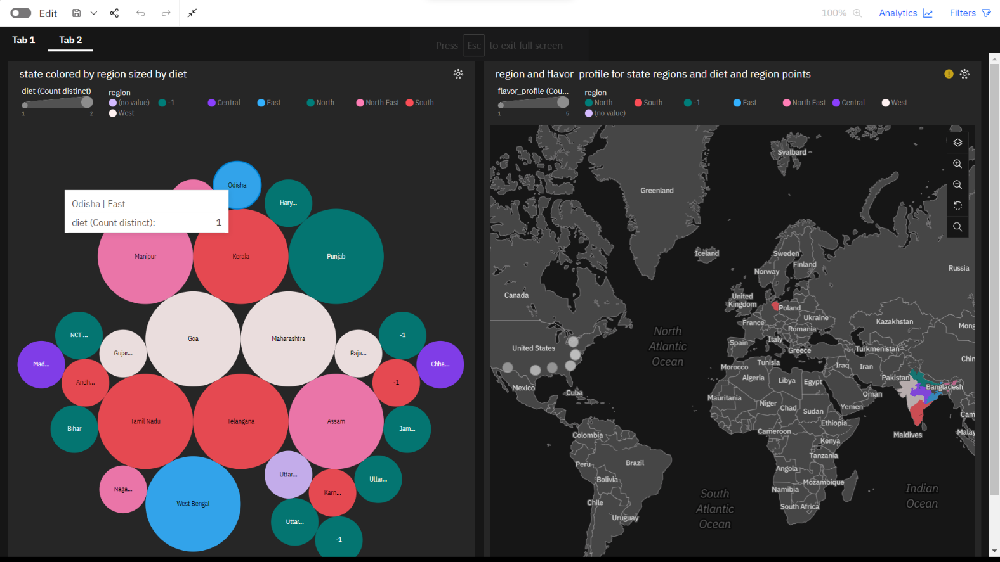 Edit
100%
Analytics
Filters
Tab 1
Tab 2
Press Esc to exit full screen
state colored by region sized by diet
diet (Count distinct)
1
2
region
(no value)
-1
Central
East
North
North East
South
West
Odisha
Hary...
Odisha | East
diet (Count distinct):
1
Manipur
Kerala
Punjab
Goa
Maharashtra
NCT ...
Gujar...
Raja...
-1
Mad...
Andh...
-1
Chha...
Bihar
Tamil Nadu
Telangana
Assam
Jam...
Naga...
West Bengal
Uttar...
Karn...
Uttar...
Uttar...
-1
region and flavor_profile for state regions and diet and region points
flavor_profile (Cou...
1
5
region
North
South
-1
East
North East
Central
West
(no value)
Svalbard
Greenland
Iceland
Sweden
Finland
Norway
Russia
Canada
United
Kingdom
Poland
Ukraine
France
Romania
Kazakhstan
Mong
North
Atlantic
Ocean
Spain
Italy
Greece
Turkmenistan
United States
Chin
Morocco
Tunisia
Iraq
Iran
Pakistan
Algeria
Libya
Egypt
Bangladesh
Mexico
Cuba
Oman
Mauritania
Niger
Chad
Sudan
Yemen
Cam
Ethiopia
Cameroon
Maldives
Malay
Colombia
Kenya
Tanzania
Peru
Brazil
Angola
Bolivia
Mozambique
Namibia
South
Atlantic
Ocean
Indian
Ocean
Chile
South Africa
Uruguay